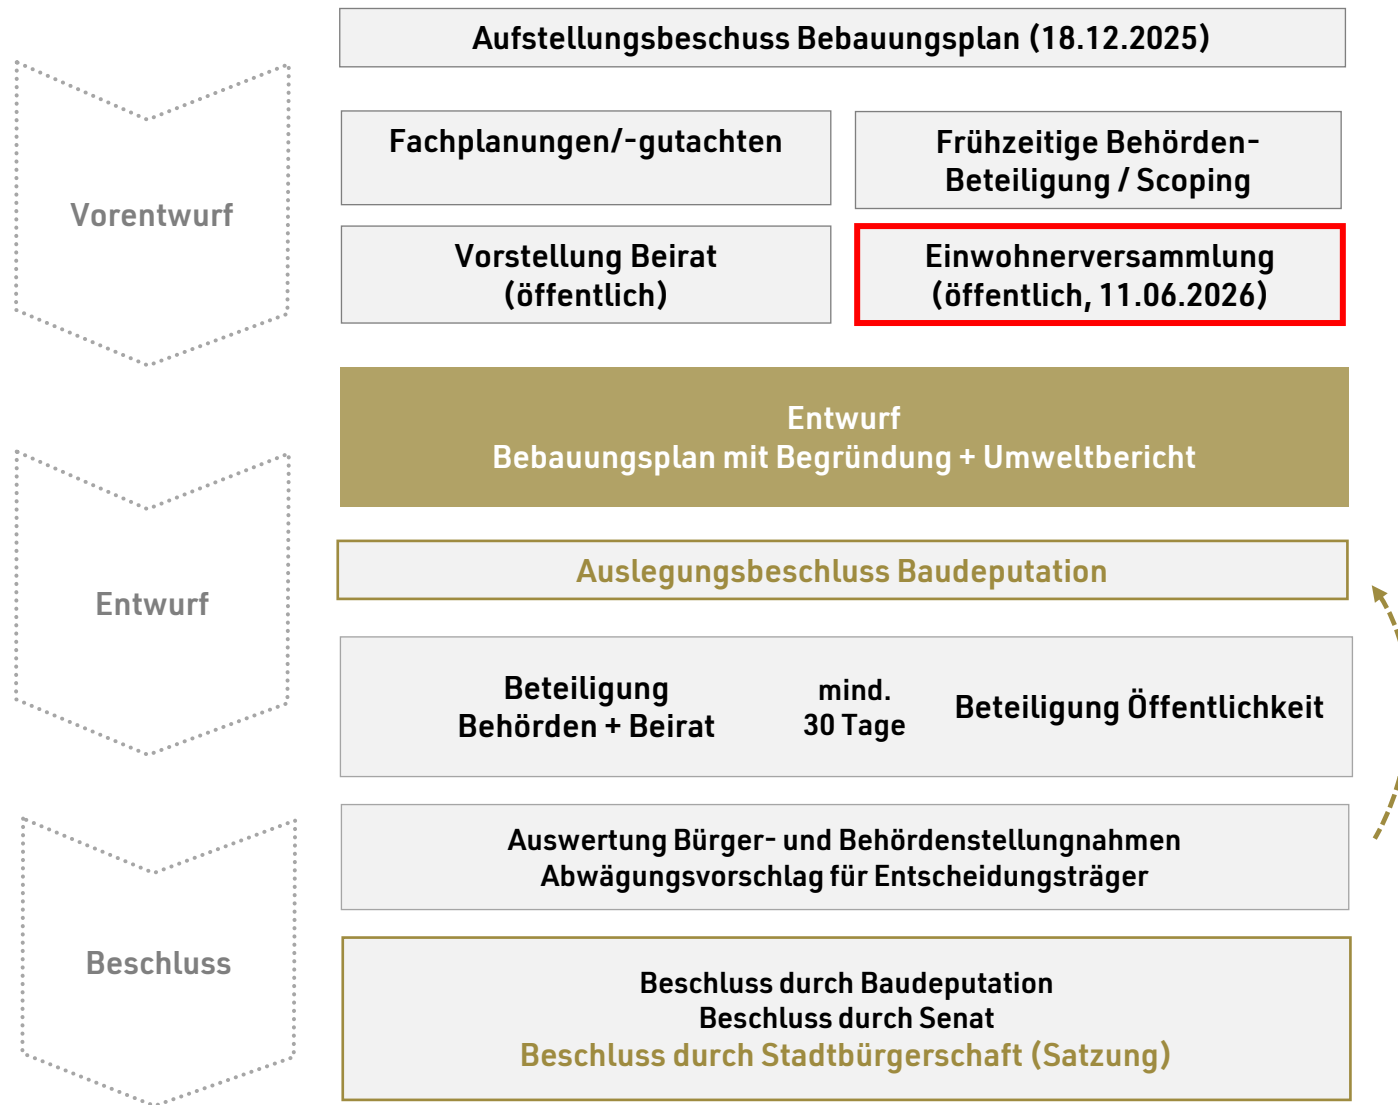 Aufstellungsbeschuss Bebauungsplan (18.12.2025)
Vorentwurf
Fachplanungen/-gutachten
Frühzeitige Behörden-
Beteiligung / Scoping
Vorstellung Beirat
(öffentlich)
Einwohnerversammlung
(öffentlich, 11.06.2026)
Entwurf
Bebauungsplan mit Begründung + Umweltbericht
Entwurf
Auslegungsbeschluss Baudeputation
Beteiligung
Behörden + Beirat
mind.
30 Tage
Beteiligung Öffentlichkeit
Beschluss
Auswertung Bürger- und Behördenstellungnahmen
Abwägungsvorschlag für Entscheidungsträger
Beschluss durch Baudeputation
Beschluss durch Senat
Beschluss durch Stadtbürgerschaft (Satzung)